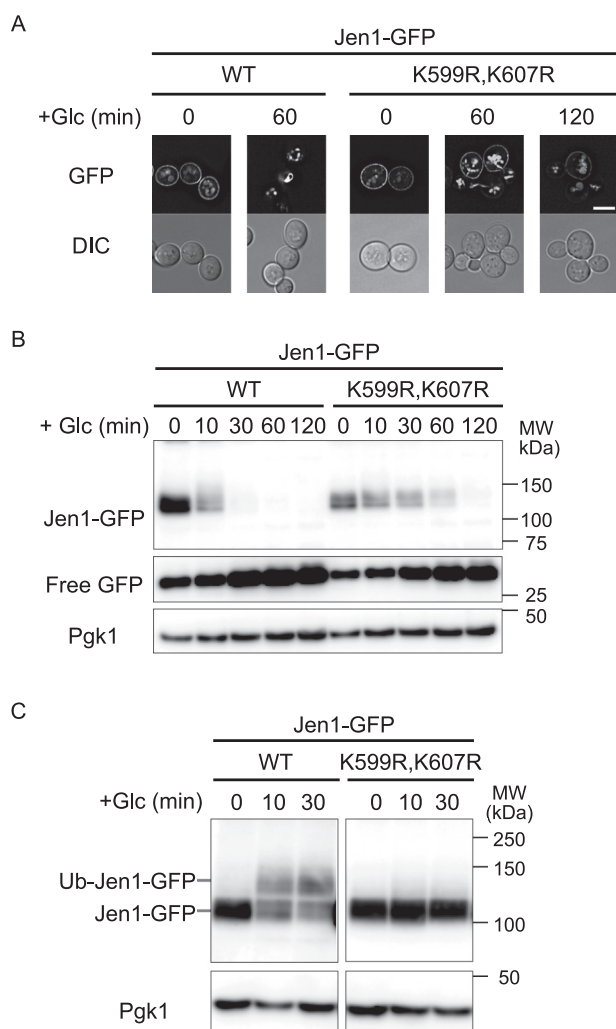 A
Jen1-GFP
WT K599R,K607R
+Glc (min) 0 60 0 60 120
GFP
DIC
B
Jen1-GFP
WT K599R,K607R
+ Glc (min) 0 10 30 60 120 0 10 30 60 120 MW
kDa)
Jen1-GFP 150
100
75
Free GFP 25
Pgk1 50
C
Jen1-GFP
WT K599R,K607R
+Glc (min) 0 10 30 0 10 30 MW
(kDa)
250
Ub-Jen1-GFP 150
Jen1-GFP 100
50
Pgk1